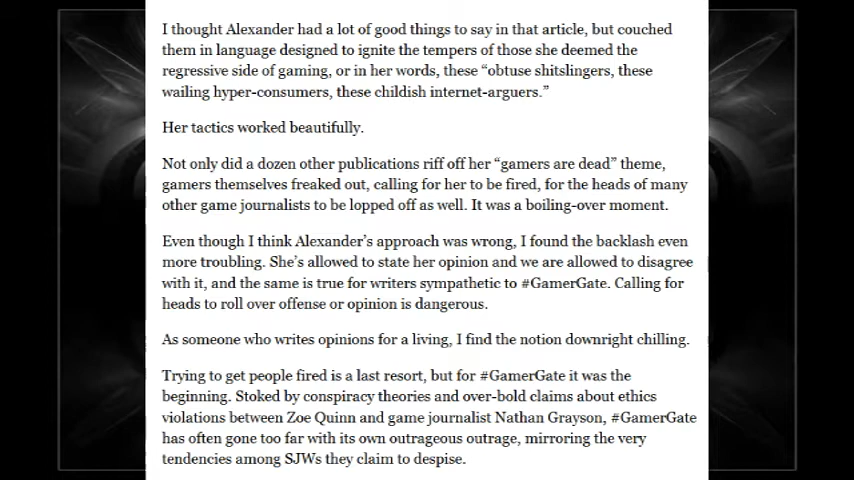 I thought Alexander had a lot of good things to say in that article, but couched
them in language designed to ignite the tempers of those she deemed the
regressive side of gaming, or in her words, these “obtuse shitslingers, these
wailing hyper-consumers, these childish internet-arguers.”
Her tactics worked beautifully.
Not only did a dozen other publications riff off her “gamers are dead” theme,
gamers themselves freaked out, calling for her to be fired, for the heads of many
other game journalists to be lopped off as well. It was a boiling-over moment.
Even though I think Alexander’s approach was wrong, I found the backlash even
more troubling. She’s allowed to state her opinion and we are allowed to disagree
with it, and the same is true for writers sympathetic to #GamerGate. Calling for
heads to roll over offense or opinion is dangerous.
As someone who writes opinions for a living, I find the notion downright chilling.
Trying to get people fired is a last resort, but for #GamerGate it was the
beginning. Stoked by conspiracy theories and over-bold claims about ethics
violations between Zoe Quinn and game journalist Nathan Grayson, #GamerGate
has often gone too far with its own outrageous outrage, mirroring the very
tendencies among SJWs they claim to despise.